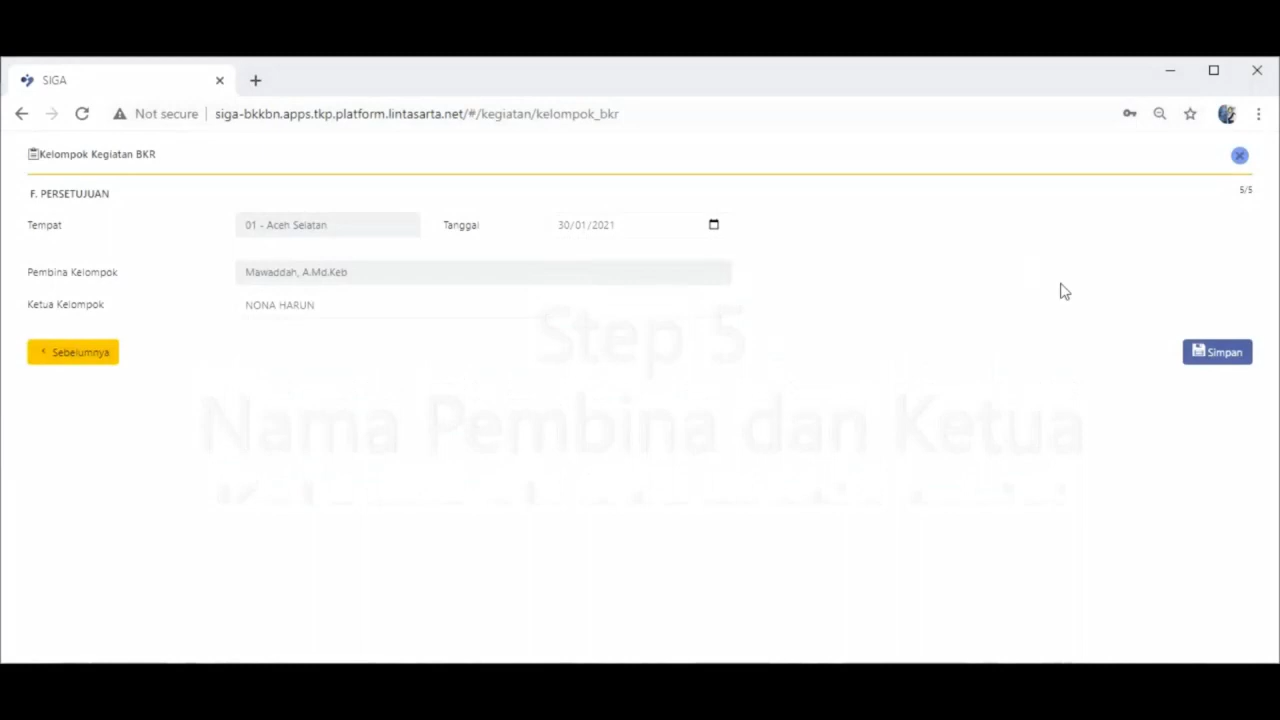 SIGA
Not secure siga-bkkbn.apps.tkp.platform.lintasarta.net/#/kegiatan/kelompok_bkr
Kelompok Kegiatan BKR
F. PERSETUJUAN 5/5
Tempat 01 - Aceh Selatan Tanggal 30/01/2021
Pembina Kelompok Mawaddah, A.Md.Keb
Ketua Kelompok NONA HARUN
Step 5
Sebelumnya Simpan
Nama Pembina dan Ketua